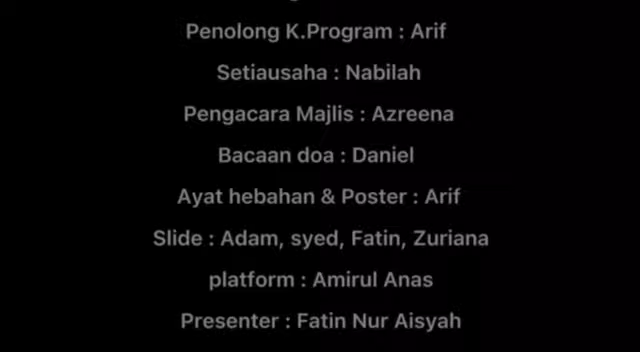 Penolong K.Program : Arif
Setiausaha : Nabilah
Pengacara Majlis : Azreena
Bacaan doa : Daniel
Ayat hebahan & Poster : Arif
Slide : Adam, syed, Fatin, Zuriana
platform : Amirul Anas
Presenter : Fatin Nur Aisyah